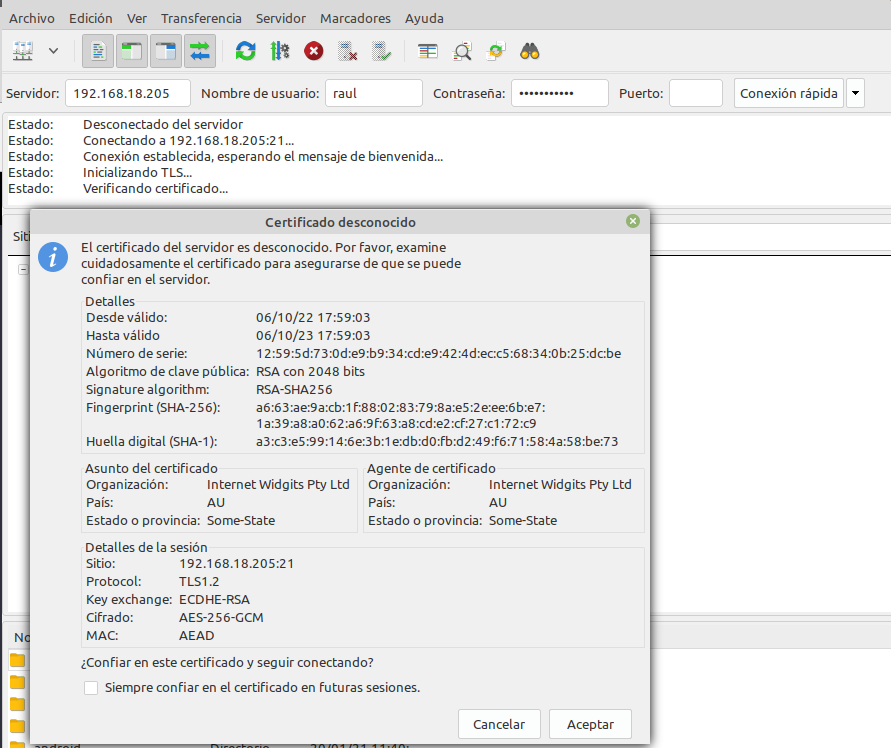 Archivo Edición Ver Transferencia Servidor Marcadores Ayuda
Servidor: 192.168.18.205 Nombre de usuario: raul Contraseña: ••••••••••• Puerto: Conexión rápida
Estado: Desconectado del servidor
Estado: Conectando a 192.168.18.205:21...
Estado: Conexión establecida, esperando el mensaje de bienvenida...
Estado: Inicializando TLS...
Estado: Verificando certificado...
Certificado desconocido
Siti
El certificado del servidor es desconocido. Por favor, examine
cuidadosamente el certificado para asegurarse de que se puede
confiar en el servidor.
Detalles
Desde válido: 06/10/22 17:59:03
Hasta válido 06/10/23 17:59:03
Número de serie: 12:59:5d:73:0d:e9:b9:34:cd:e9:42:4d:ec:c5:68:34:0b:25:dc:be
Algoritmo de clave pública: RSA con 2048 bits
Signature algorithm: RSA-SHA256
Fingerprint (SHA-256): a6:63:ae:9a:cb:1f:88:02:83:79:8a:e5:2e:ee:6b:e7:
1a:39:a8:a0:62:a6:9f:63:a8:cd:e2:cf:27:c1:72:c9
Huella digital (SHA-1): a3:c3:e5:99:14:6e:3b:1e:db:d0:fb:d2:49:f6:71:58:4a:58:be:73
Asunto del certificado
Organización: Internet Widgits Pty Ltd
País: AU
Estado o provincia: Some-State
Agente de certificado
Organización: Internet Widgits Pty Ltd
País: AU
Estado o provincia: Some-State
Detalles de la sesión
Sitio: 192.168.18.205:21
Protocol: TLS1.2
Key exchange: ECDHE-RSA
Cifrado: AES-256-GCM
MAC: AEAD
No
¿Confiar en este certificado y seguir conectando?
Siempre confiar en el certificado en futuras sesiones.
Cancelar Aceptar
android Directorio